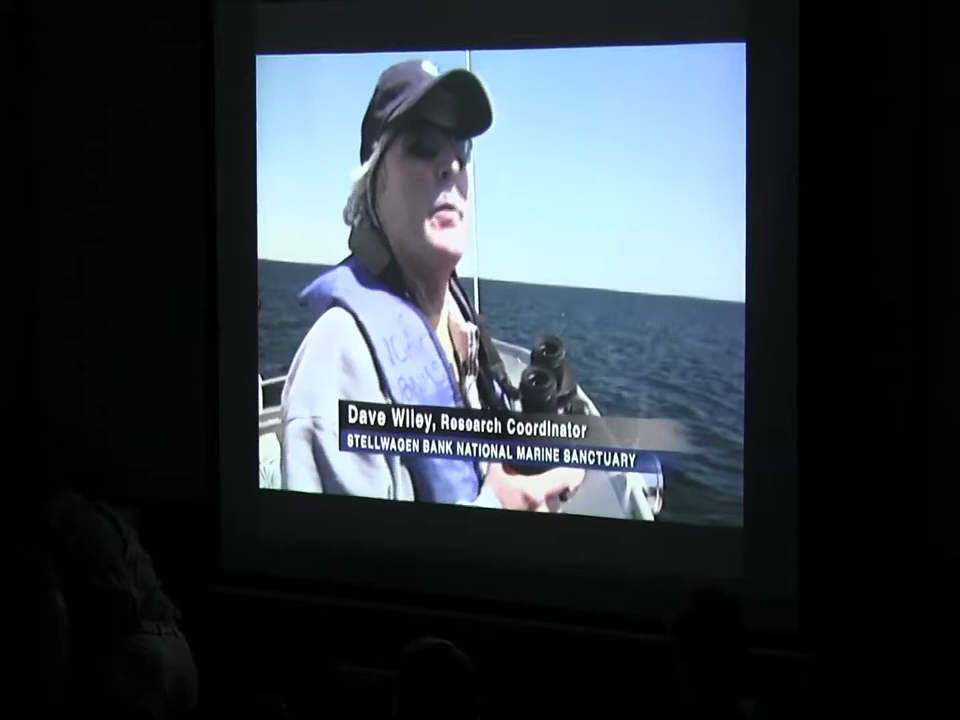 Dave Wiley, Research Coordinator
STELLWAGEN BANK NATIONAL MARINE SANCTUARY